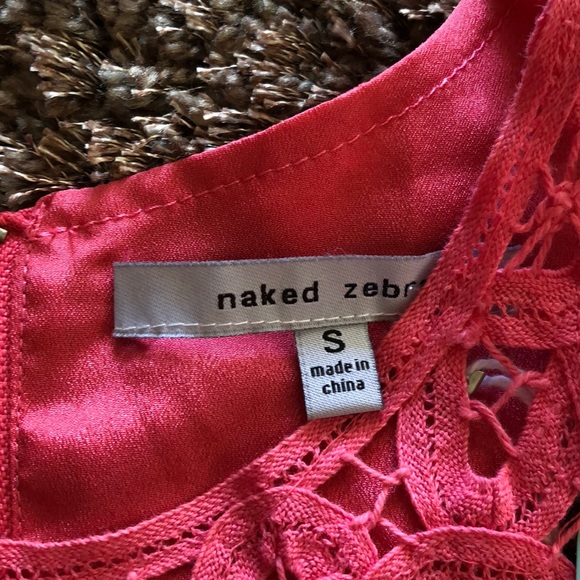 naked zebr
S
made in
china